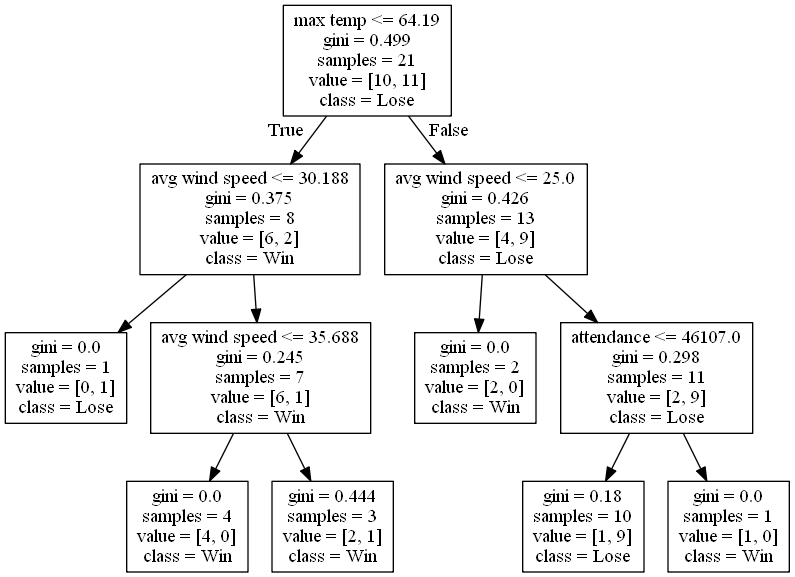 max temp <= 64.19
gini = 0.499
samples = 21
value = [10, 11]
class = Lose
True
False
avg wind speed <= 30.188
gini = 0.375
samples = 8
value = [6, 2]
class = Win
avg wind speed <= 25.0
gini = 0.426
samples = 13
value = [4, 9]
class = Lose
gini = 0.0
samples = 1
value = [0, 1]
class = Lose
avg wind speed <= 35.688
gini = 0.245
samples = 7
value = [6, 1]
class = Win
gini = 0.0
samples = 2
value = [2, 0]
class = Win
attendance <= 46107.0
gini = 0.298
samples = 11
value = [2, 9]
class = Lose
gini = 0.0
samples = 4
value = [4, 0]
class = Win
gini = 0.444
samples = 3
value = [2, 1]
class = Win
gini = 0.18
samples = 10
value = [1, 9]
class = Lose
gini = 0.0
samples = 1
value = [1, 0]
class = Win